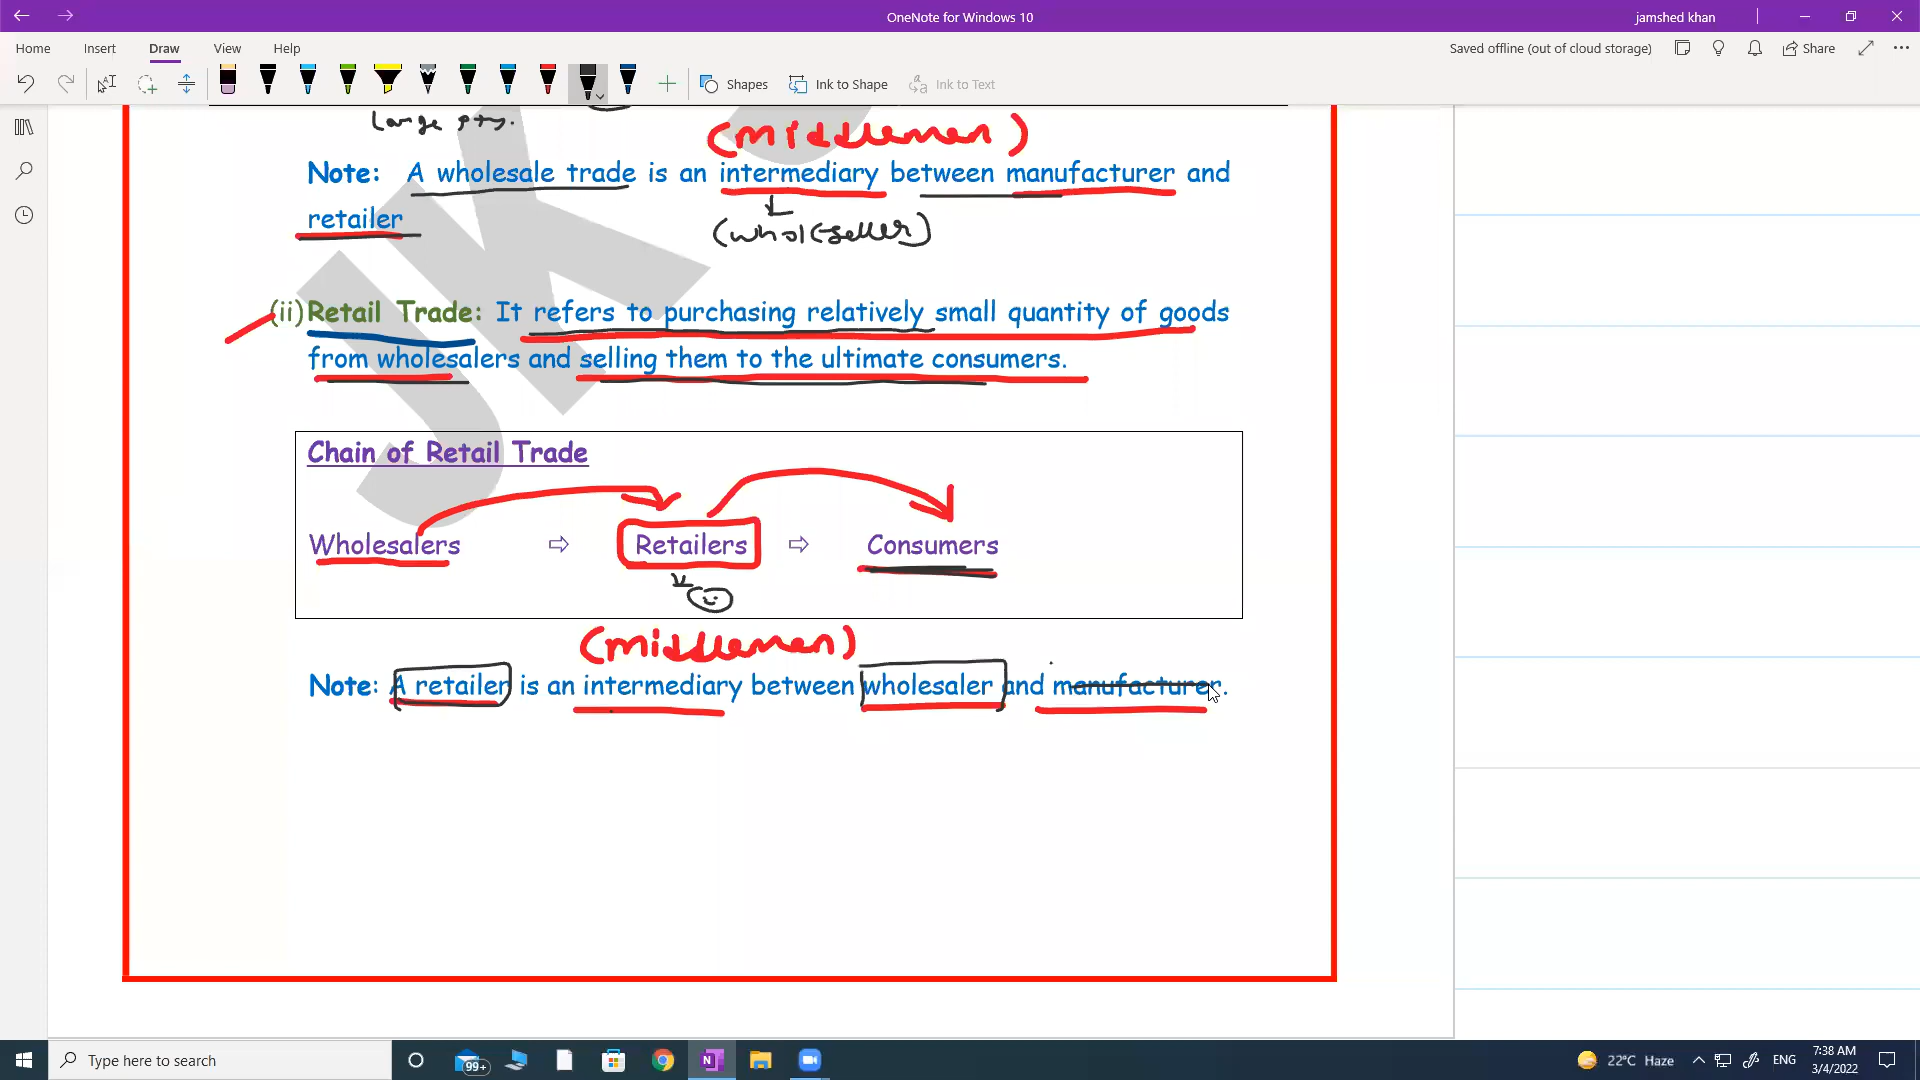 OneNote for Windows 10
jamshed khan
Home Insert Draw View Help
Saved offline (out of cloud storage)
Share
Shapes
Ink to Shape
Ink to Text
Large qty.
(middlemen)
Note: A wholesale trade is an intermediary between manufacturer and
retailer
(wholeseller)
(ii) Retail Trade: It refers to purchasing relatively small quantity of goods
from wholesalers and selling them to the ultimate consumers.
Chain of Retail Trade
Wholesalers ⇨ Retailers ⇨ Consumers
(middlemen)
Note: A retailer is an intermediary between wholesaler and manufacturer.
JK
Type here to search
99+
22°C Haze
ENG
7:38 AM
3/4/2022